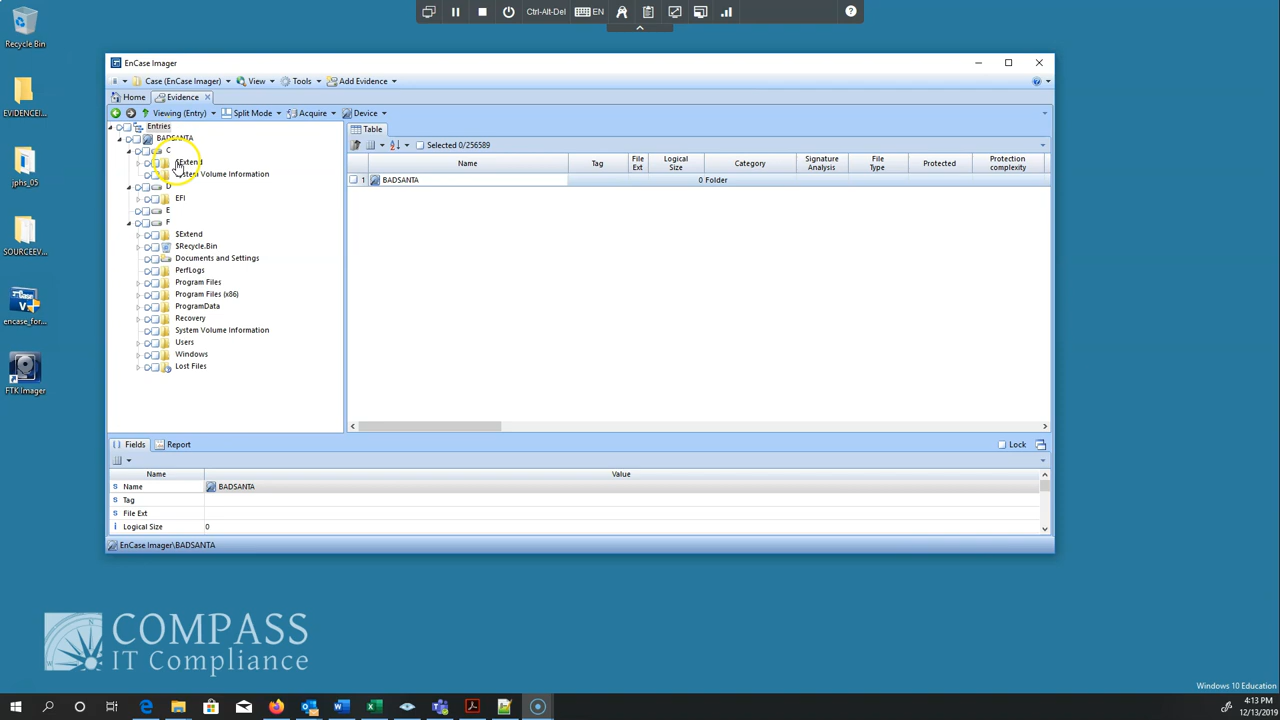 Recycle.Bin
EVIDENCEI...
jphs_05
SOURCEEV...
encase_for...
FTK Imager
Ctrl-Alt-Del
EN
EnCase Imager
Case (EnCase Imager)
View
Tools
Add Evidence
Home
Evidence
Viewing (Entry)
Split Mode
Acquire
Device
Entries
BADSANTA
C
$Extend
System Volume Information
D
EFI
E
F
$Extend
$Recycle.Bin
Documents and Settings
PerfLogs
Program Files
Program Files (x86)
ProgramData
Recovery
System Volume Information
Users
Windows
Lost Files
Table
Selected 0/256589
Name
Tag
File Ext
Logical Size
Category
Signature Analysis
File Type
Protected
Protection complexity
1 BADSANTA 0 Folder
Fields
Report
Lock
Name Value
Name BADSANTA
Tag
File Ext
Logical Size 0
EnCase Imager\BADSANTA
COMPASS
IT Compliance
Windows 10 Education
4:13 PM
12/13/2019